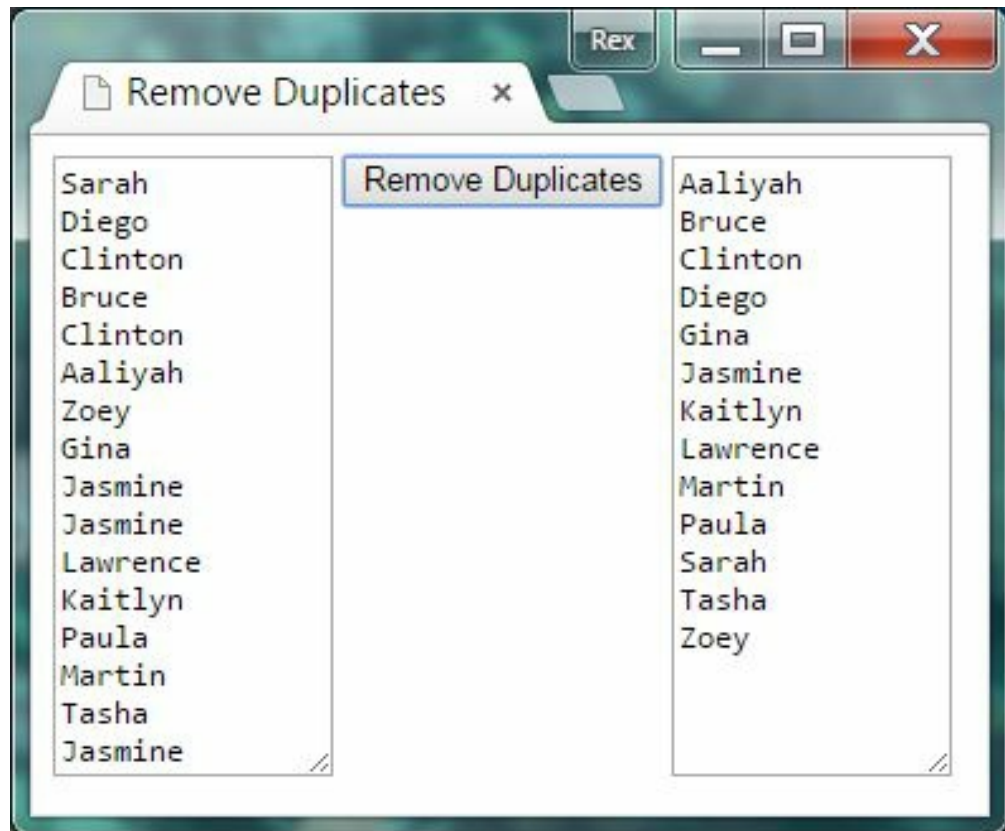 Rex
Remove Duplicates
Sarah
Diego
Clinton
Bruce
Clinton
Aaliyah
Zoey
Gina
Jasmine
Jasmine
Lawrence
Kaitlyn
Paula
Martin
Tasha
Jasmine
Remove Duplicates
Aaliyah
Bruce
Clinton
Diego
Gina
Jasmine
Kaitlyn
Lawrence
Martin
Paula
Sarah
Tasha
Zoey